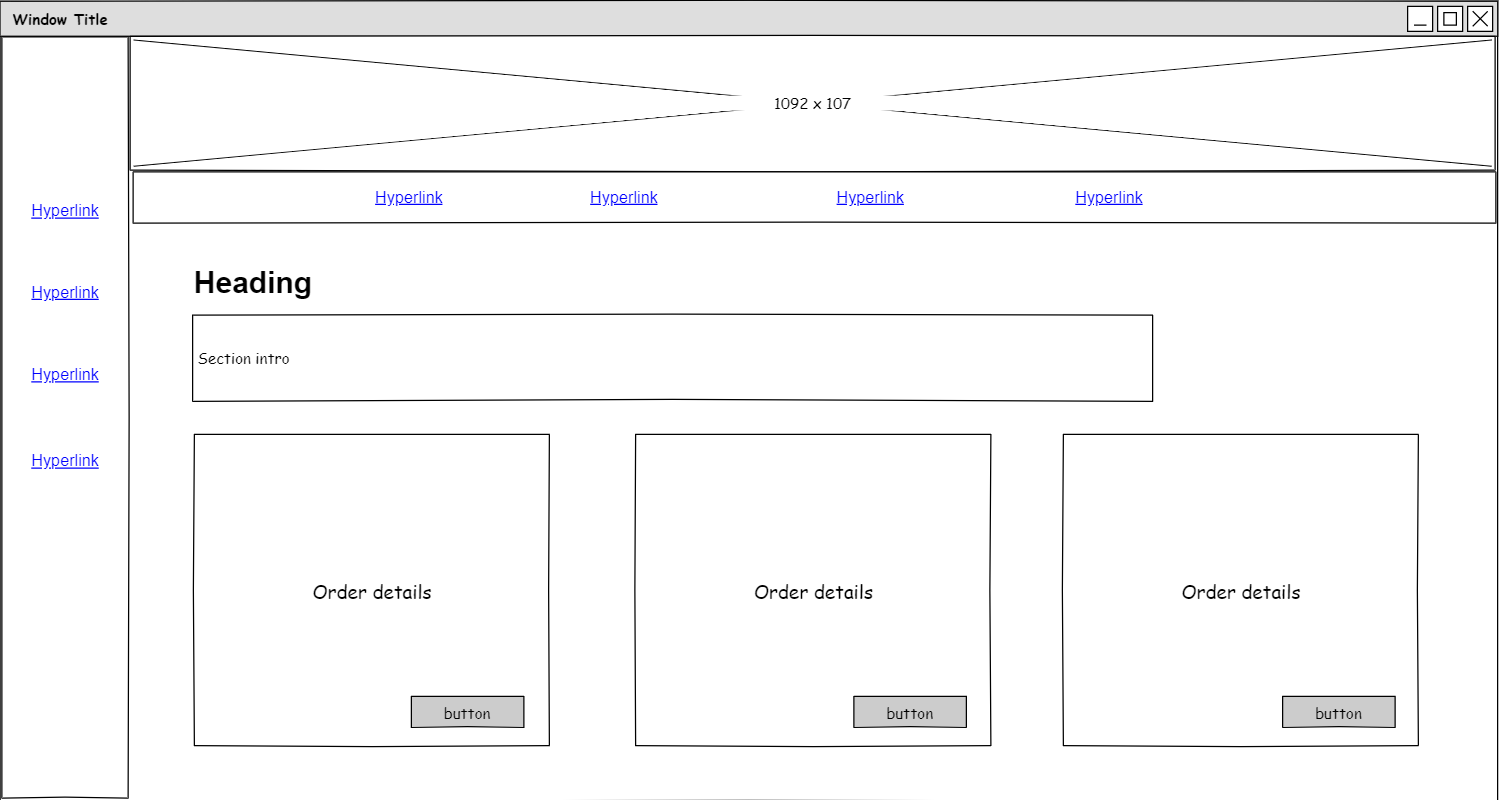 Window Title
1092 x 107
Hyperlink Hyperlink Hyperlink Hyperlink
Hyperlink
Hyperlink
Hyperlink
Hyperlink
Heading
Section intro
Order details
button
Order details
button
Order details
button